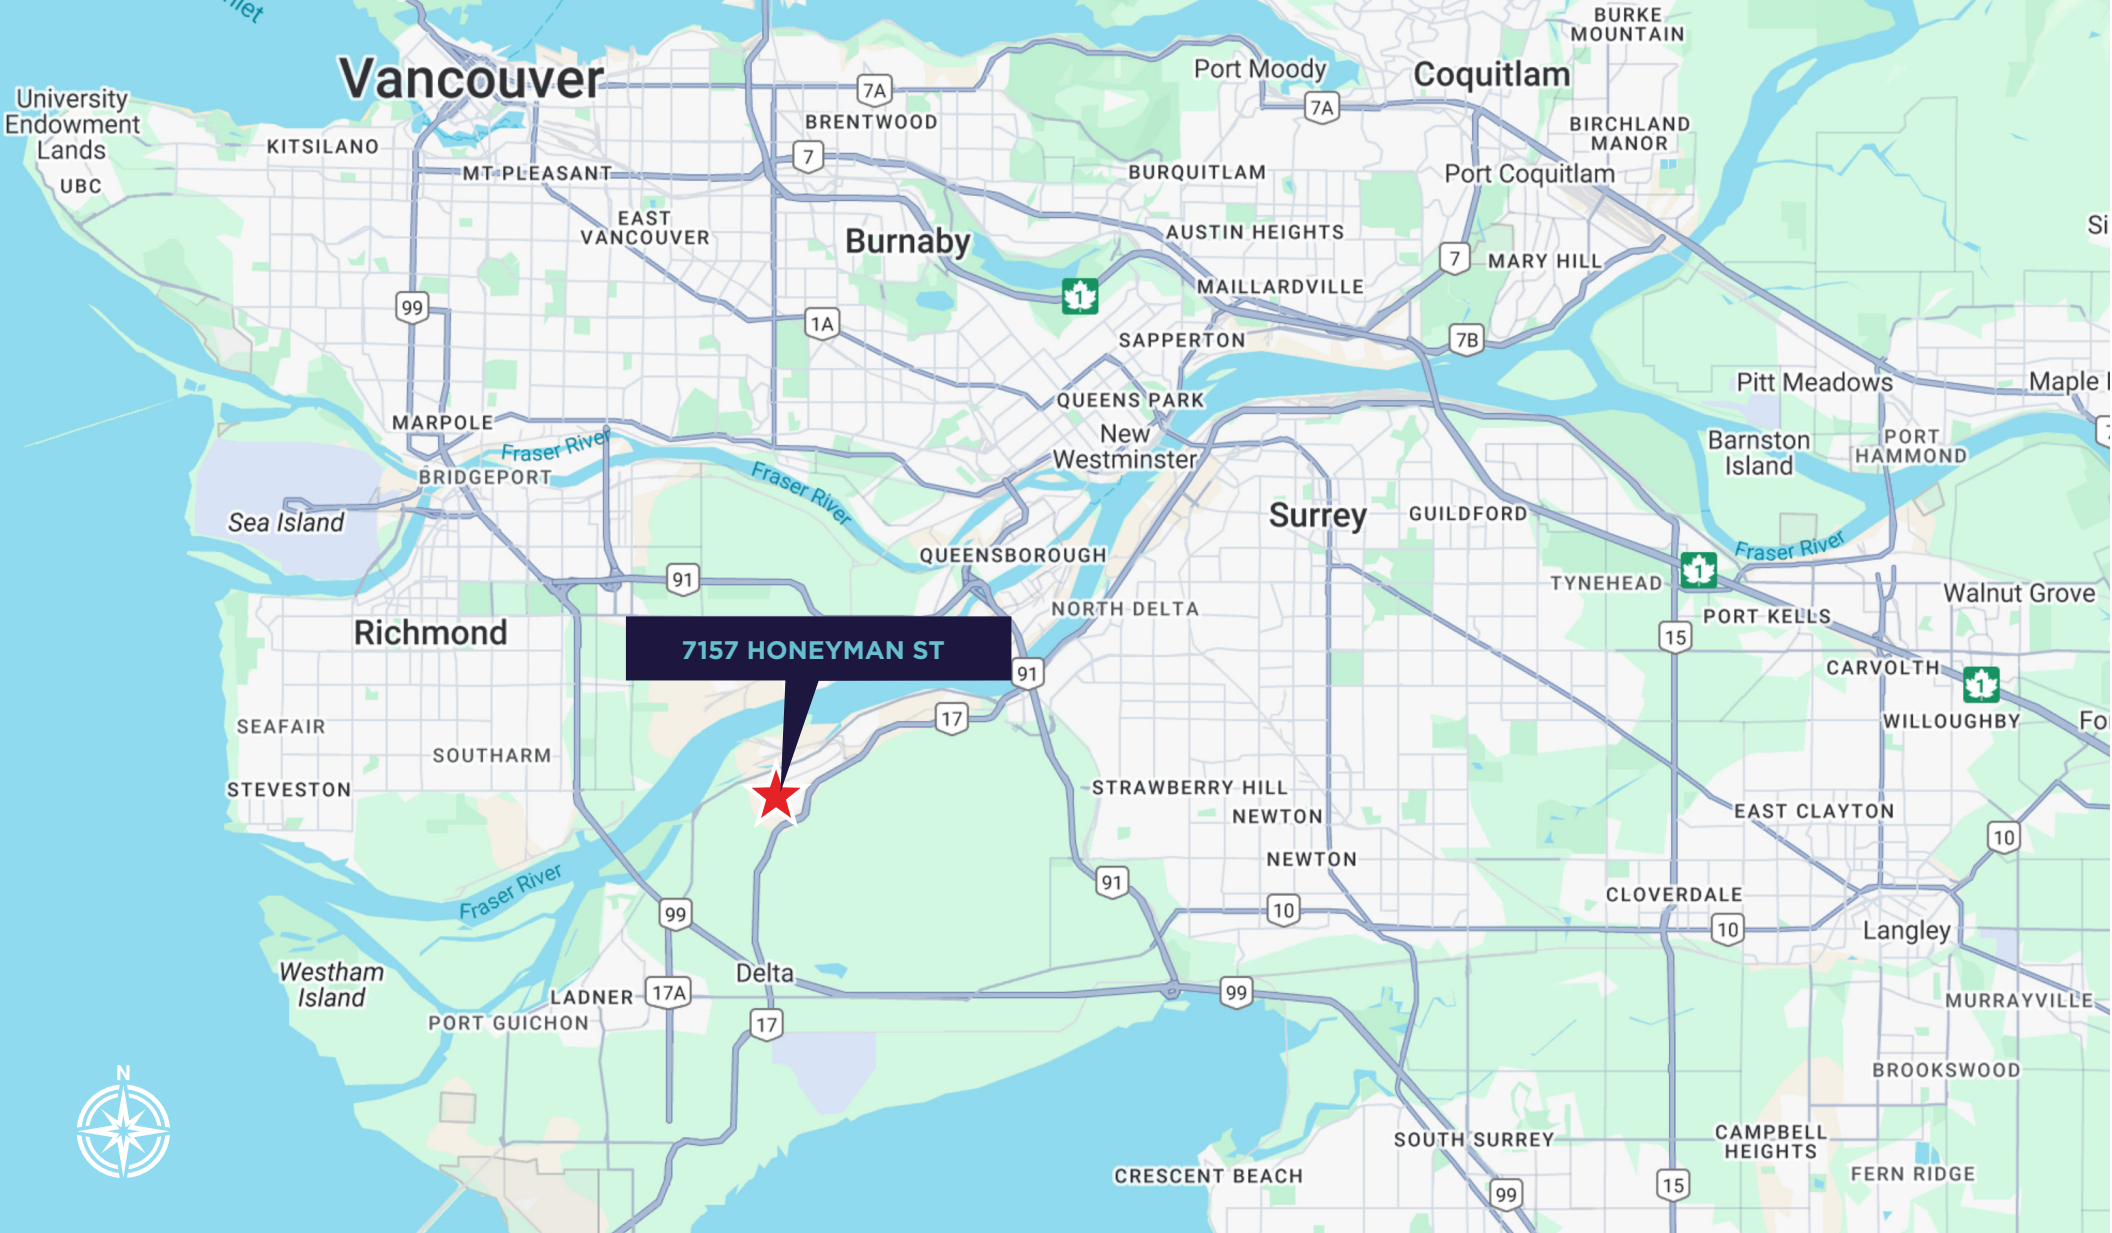 BURKE
MOUNTAIN
Vancouver
Port Moody
Coquitlam
7A
7A
University
Endowment
Lands
UBC
BRENTWOOD
BIRCHLAND
MANOR
KITSILANO
7
MT PLEASANT
BURQUITLAM
Port Coquitlam
EAST
VANCOUVER
Burnaby
AUSTIN HEIGHTS
7
MARY HILL
1
MAILLARDVILLE
99
1A
SAPPERTON
7B
Pitt Meadows
Maple
QUEENS PARK
MARPOLE
Fraser River
New
Westminster
Barnston
Island
PORT
HAMMOND
BRIDGEPORT
Fraser River
Sea Island
Surrey
GUILDFORD
Fraser River
QUEENSBOROUGH
1
91
TYNEHEAD
Walnut Grove
NORTH DELTA
PORT KELLS
Richmond
7157 HONEYMAN ST
15
91
CARVOLTH
1
SEAFAIR
17
WILLOUGHBY
SOUTHARM
STEVESTON
STRAWBERRY HILL
NEWTON
EAST CLAYTON
10
NEWTON
Fraser River
91
CLOVERDALE
99
10
10
Langley
Westham
Island
Delta
LADNER
17A
99
MURRAYVILLE
PORT GUICHON
17
N
BROOKSWOOD
SOUTH SURREY
CAMPBELL
HEIGHTS
CRESCENT BEACH
FERN RIDGE
99
15